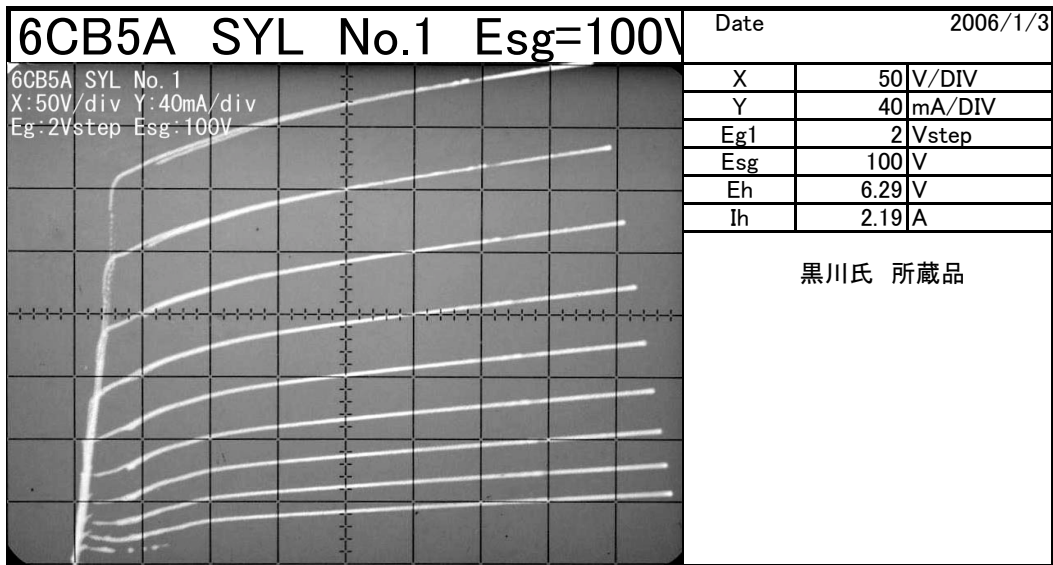 6CB5A SYL No.1 Esg=100V
Date 2006/1/3
6CB5A SYL No.1
X:50V/div Y:40mA/div
Eg:2Vstep Esg:100V
X 50 V/DIV
Y 40 mA/DIV
Eg1 2 Vstep
Esg 100 V
Eh 6.29 V
Ih 2.19 A
黒川氏 所蔵品